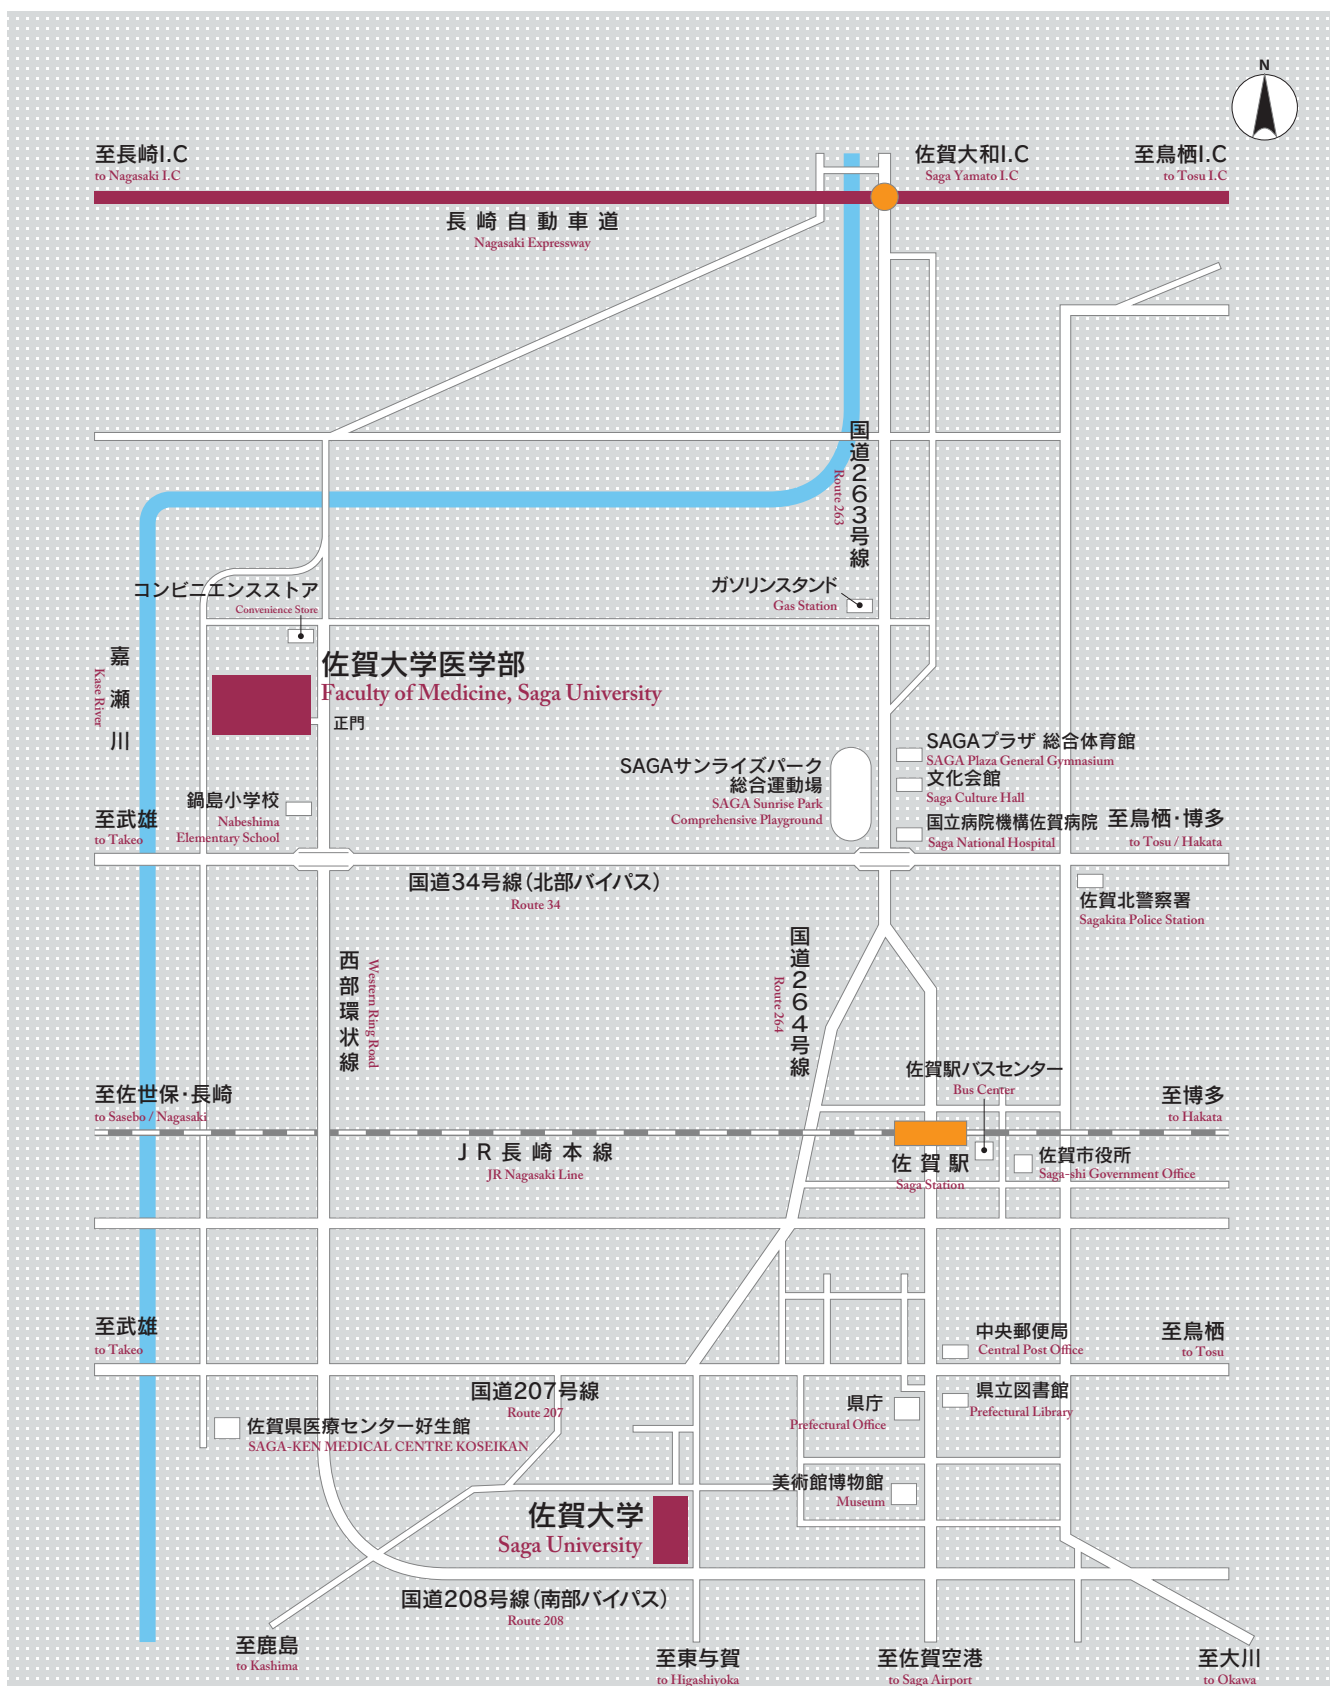 N
至長崎I.C
to Nagasaki I.C
佐賀大和I.C
Saga Yamato I.C
至鳥栖I.C
to Tosu I.C
長崎自動車道
Nagasaki Expressway
国道263号線
Route 263
コンビニエンスストア
Convenience Store
ガソリンスタンド
Gas Station
嘉瀬川
Kase River
佐賀大学医学部
Faculty of Medicine, Saga University
正門
SAGAプラザ 総合体育館
SAGA Plaza General Gymnasium
SAGAサンライズパーク
総合運動場
SAGA Sunrise Park
Comprehensive Playground
文化会館
Saga Culture Hall
鍋島小学校
Nabeshima
Elementary School
至武雄
to Takeo
国立病院機構佐賀病院
Saga National Hospital
至鳥栖・博多
to Tosu / Hakata
国道34号線(北部バイパス)
Route 34
佐賀北警察署
Sagakita Police Station
西部環状線
Western Ring Road
国道264号線
Route 264
佐賀駅バスセンター
Bus Center
至佐世保・長崎
to Sasebo / Nagasaki
至博多
to Hakata
JR長崎本線
JR Nagasaki Line
佐賀駅
Saga Station
佐賀市役所
Saga-shi Government Office
至武雄
to Takeo
中央郵便局
Central Post Office
至鳥栖
to Tosu
国道207号線
Route 207
県庁
Prefectural Office
県立図書館
Prefectural Library
佐賀県医療センター好生館
SAGA-KEN MEDICAL CENTRE KOSEIKAN
美術館博物館
Museum
佐賀大学
Saga University
国道208号線(南部バイパス)
Route 208
至鹿島
to Kashima
至東与賀
to Higashiyoka
至佐賀空港
to Saga Airport
至大川
to Okawa